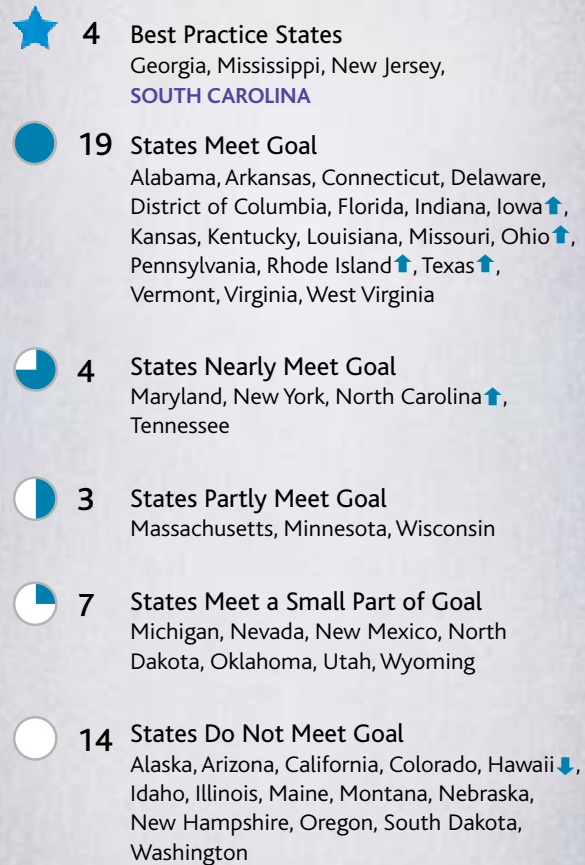 4 Best Practice States
Georgia, Mississippi, New Jersey,
SOUTH CAROLINA
19 States Meet Goal
Alabama, Arkansas, Connecticut, Delaware,
District of Columbia, Florida, Indiana, Iowa⬆,
Kansas, Kentucky, Louisiana, Missouri, Ohio⬆,
Pennsylvania, Rhode Island⬆, Texas⬆,
Vermont, Virginia, West Virginia
4 States Nearly Meet Goal
Maryland, New York, North Carolina⬆,
Tennessee
3 States Partly Meet Goal
Massachusetts, Minnesota, Wisconsin
7 States Meet a Small Part of Goal
Michigan, Nevada, New Mexico, North
Dakota, Oklahoma, Utah, Wyoming
14 States Do Not Meet Goal
Alaska, Arizona, California, Colorado, Hawaii⬇,
Idaho, Illinois, Maine, Montana, Nebraska,
New Hampshire, Oregon, South Dakota,
Washington